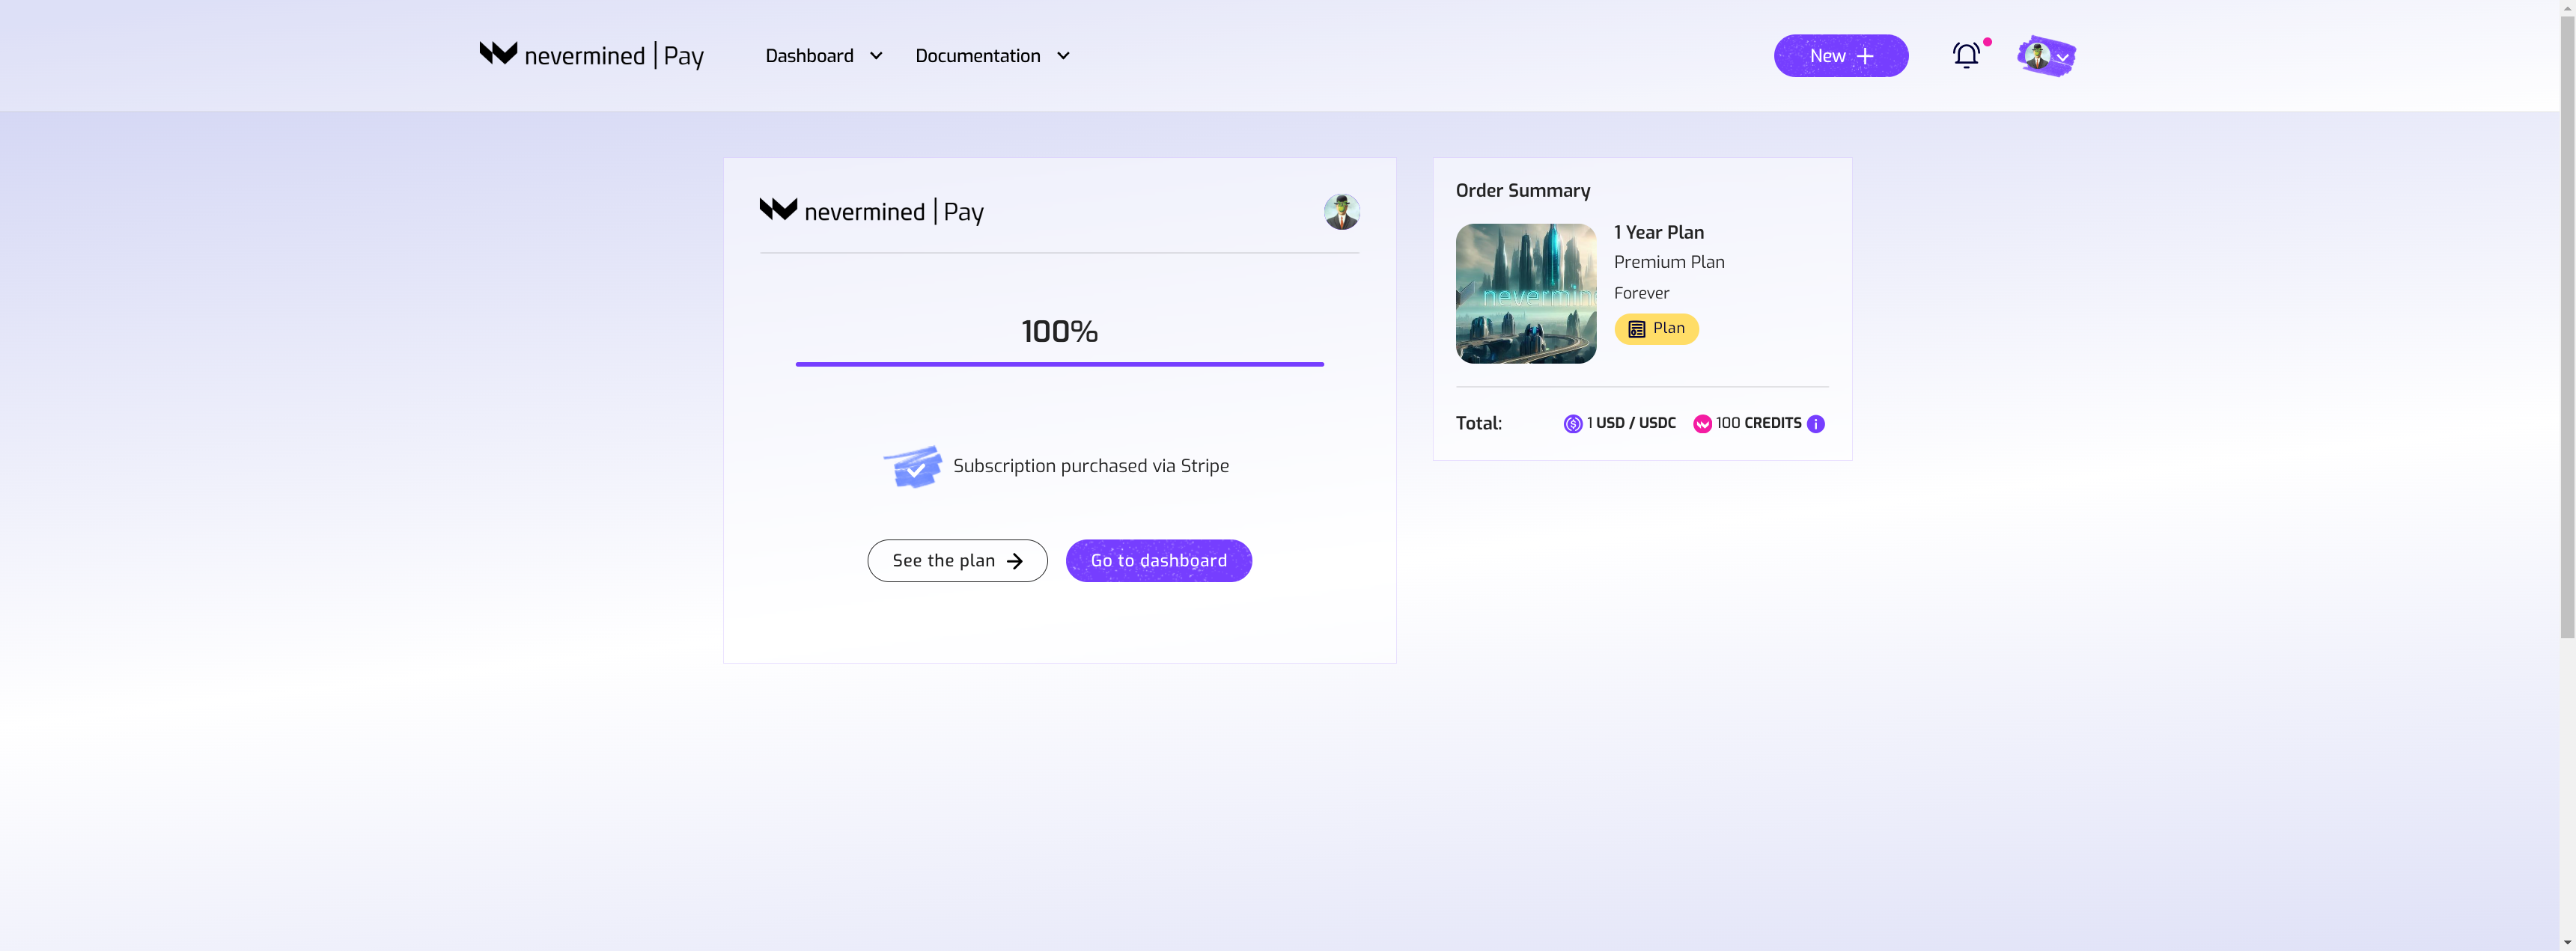 nevermined | Pay
Dashboard
Documentation
New
nevermined | Pay
100%
Subscription purchased via Stripe
See the plan
Go to dashboard
Order Summary
nevermin
1 Year Plan
Premium Plan
Forever
Plan
Total: 1 USD / USDC 100 CREDITS